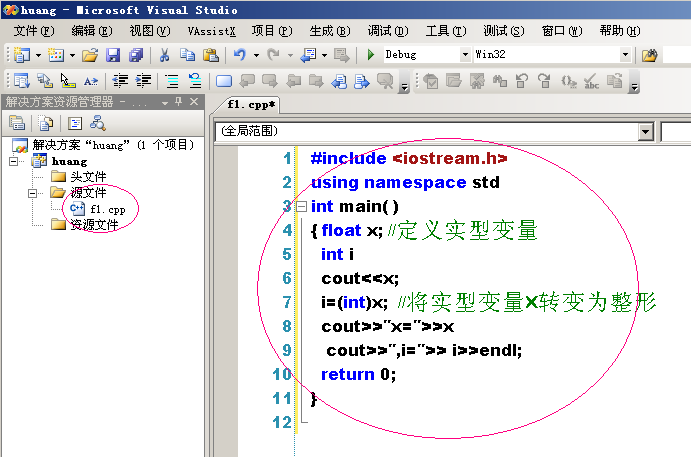 huang - Microsoft Visual Studio
文件(F) 编辑(E) 视图(V) VAssistX 项目(P) 生成(B) 调试(D) 工具(T) 测试(S) 窗口(W) 帮助(H)
Debug Win32
解决方案资源管理器 - ...
f1.cpp*
(全局范围)
解决方案“huang”(1 个项目)
huang
头文件
源文件
f1.cpp
资源文件
1 #include <iostream.h>
2 using namespace std
3 int main( )
4 { float x; //定义实型变量
5 int i
6 cout<<x;
7 i=(int)x; //将实型变量X转变为整形
8 cout>>"x=">>x
9 cout>>",i=">> i>>endl;
10 return 0;
11 }
12